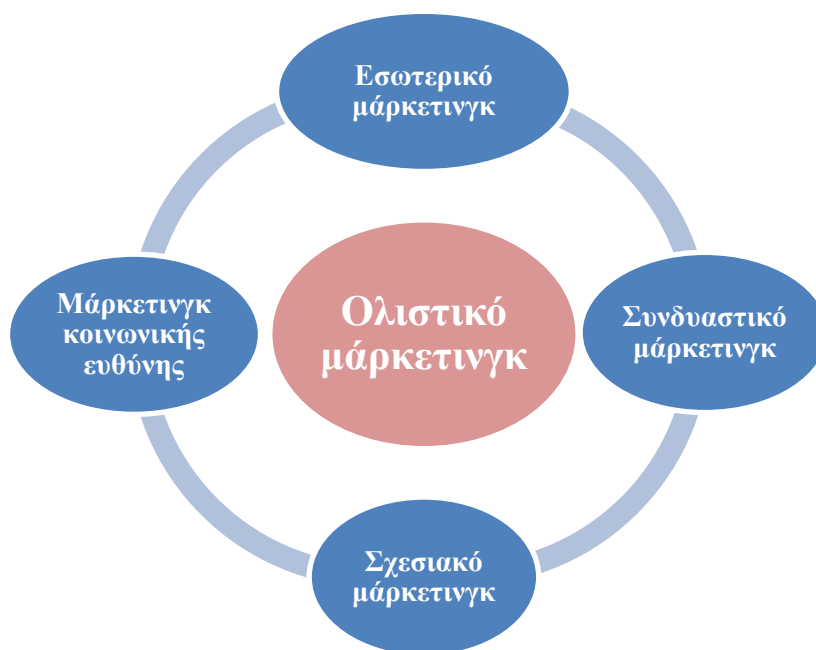 Εσωτερικό
μάρκετινγκ
Μάρκετινγκ
κοινωνικής
ευθύνης
Ολιστικό
μάρκετινγκ
Συνδυαστικό
μάρκετινγκ
Σχεσιακό
μάρκετινγκ